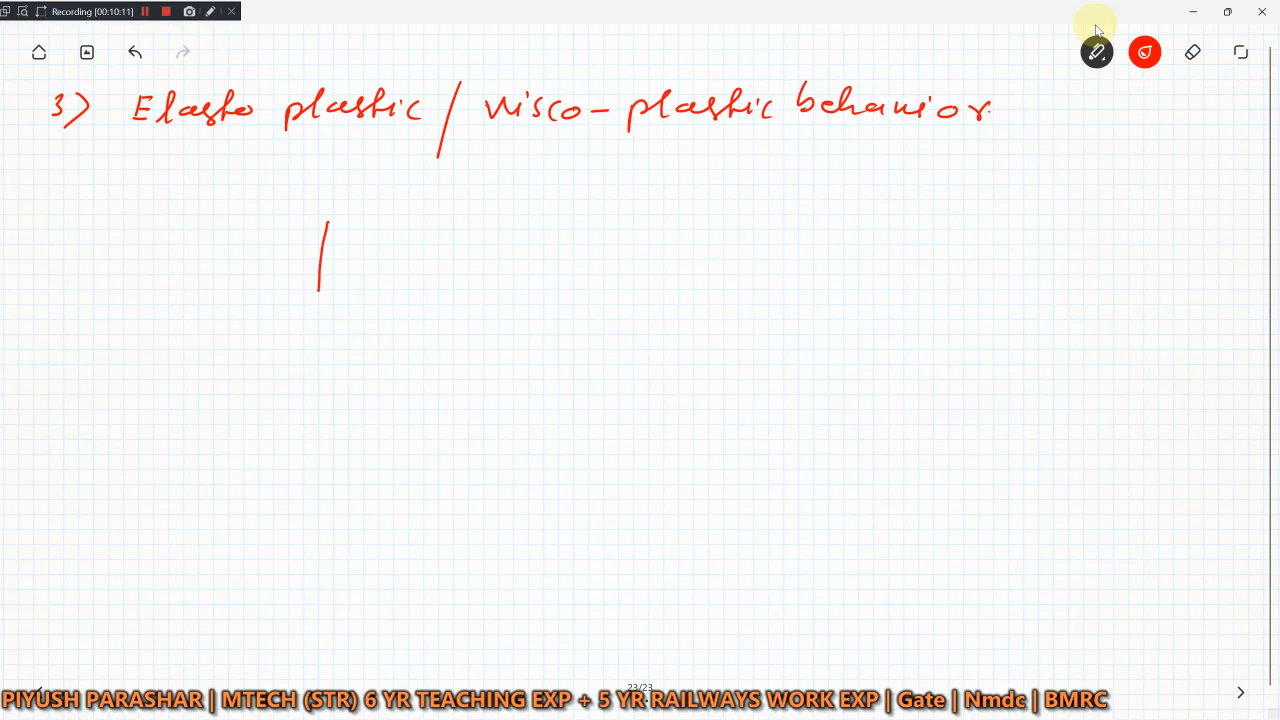 Recording [00:10:11]
3) Elasto plastic / visco-plastic behavior
23/23
PIYUSH PARASHAR | MTECH (STR) 6 YR TEACHING EXP + 5 YR RAILWAYS WORK EXP | Gate | Nmdc | BMRC